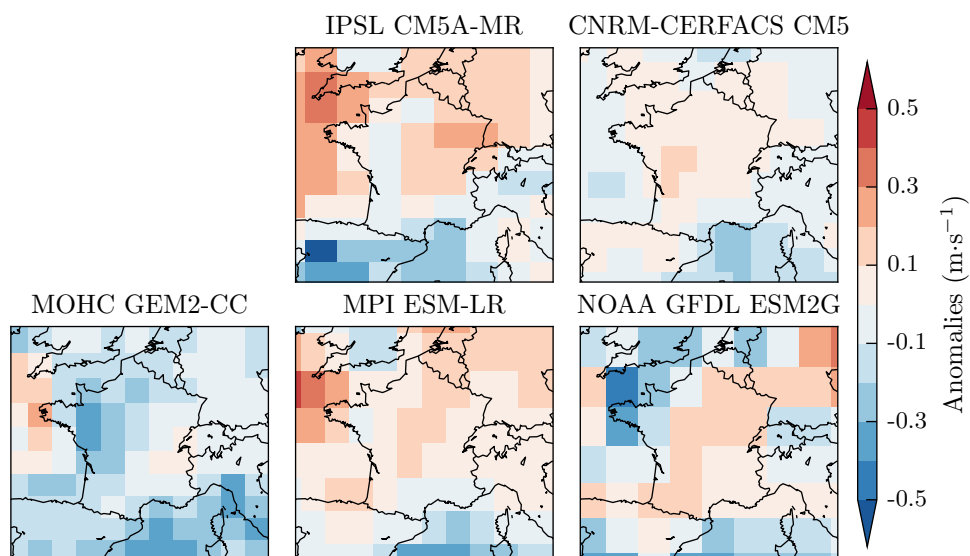 IPSL CM5A-MR
CNRM-CERFACS CM5
MOHC GEM2-CC
MPI ESM-LR
NOAA GFDL ESM2G
0.5
0.3
0.1
-0.1
-0.3
-0.5
Anomalies (m·s⁻¹)